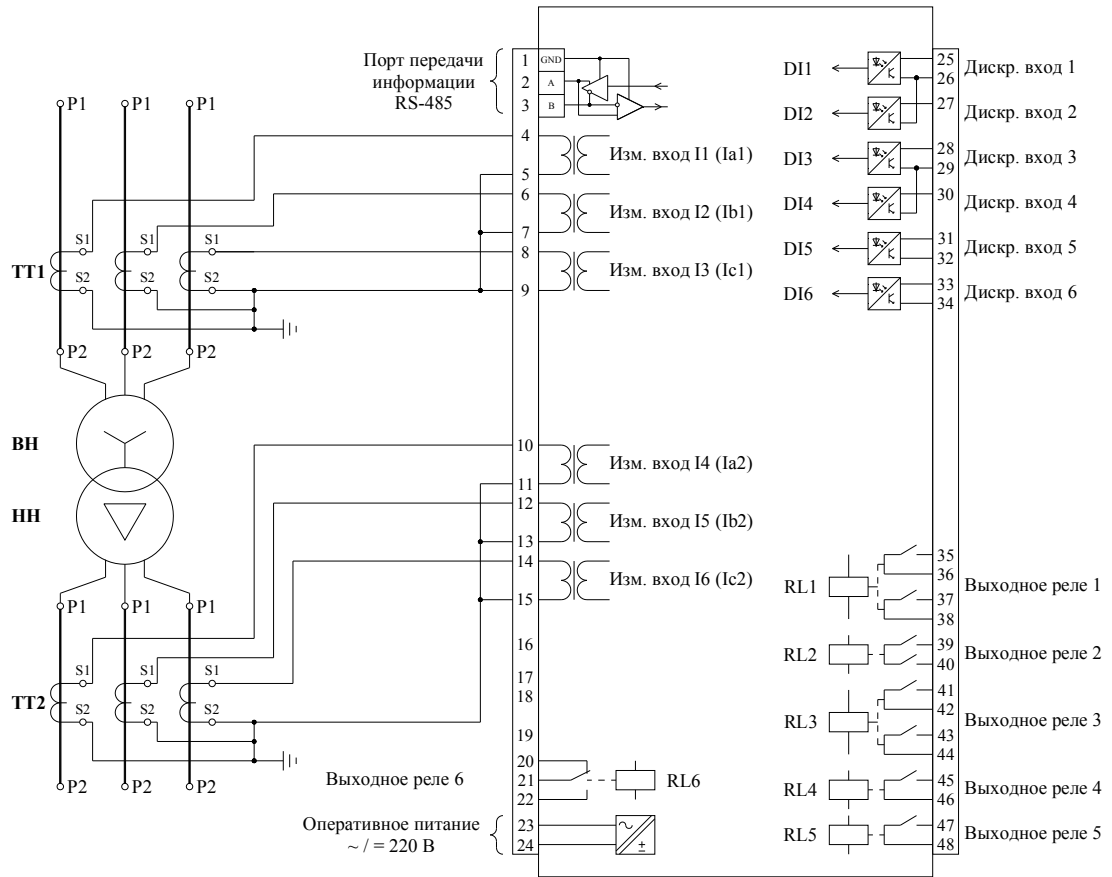 Порт передачи
информации
RS-485
1
GND
2
A
3
B
4
5
Изм. вход I1 (Ia1)
6
7
Изм. вход I2 (Ib1)
8
9
Изм. вход I3 (Ic1)
P1
P1
P1
S1
S1
S1
ТТ1
S2
S2
S2
P2
P2
P2
ВН
НН
10
11
Изм. вход I4 (Ia2)
12
13
Изм. вход I5 (Ib2)
14
15
Изм. вход I6 (Ic2)
P1
P1
P1
S1
S1
S1
ТТ2
S2
S2
S2
P2
P2
P2
16
17
18
19
Выходное реле 6
20
21
22
RL6
Оперативное питание
~ / = 220 В
23
24
DI1
25
26
Дискр. вход 1
DI2
27
Дискр. вход 2
DI3
28
29
Дискр. вход 3
DI4
30
Дискр. вход 4
DI5
31
32
Дискр. вход 5
DI6
33
34
Дискр. вход 6
RL1
35
36
37
38
Выходное реле 1
RL2
39
40
Выходное реле 2
RL3
41
42
43
44
Выходное реле 3
RL4
45
46
Выходное реле 4
RL5
47
48
Выходное реле 5